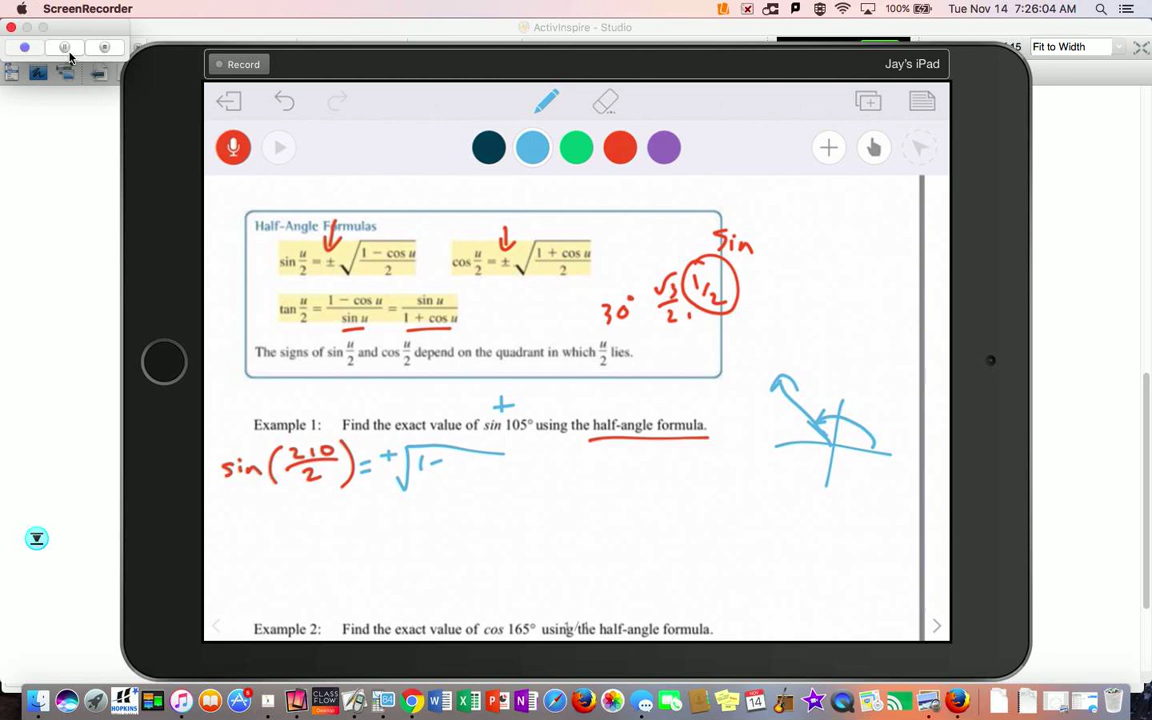 ScreenRecorder
100%
Tue Nov 14 7:26:04 AM
ActivInspire - Studio
Fit to Width
Record
Jay's iPad
Half-Angle Formulas
sin u/2 = ± √((1 − cos u)/2) cos u/2 = ± √((1 + cos u)/2)
sin
tan u/2 = (1 − cos u)/(sin u) = (sin u)/(1 + cos u)
30° √3/2 1/2
The signs of sin u/2 and cos u/2 depend on the quadrant in which u/2 lies.
+
Example 1: Find the exact value of sin 105° using the half-angle formula.
sin(210/2) = +√(1−
Example 2: Find the exact value of cos 165° using the half-angle formula.